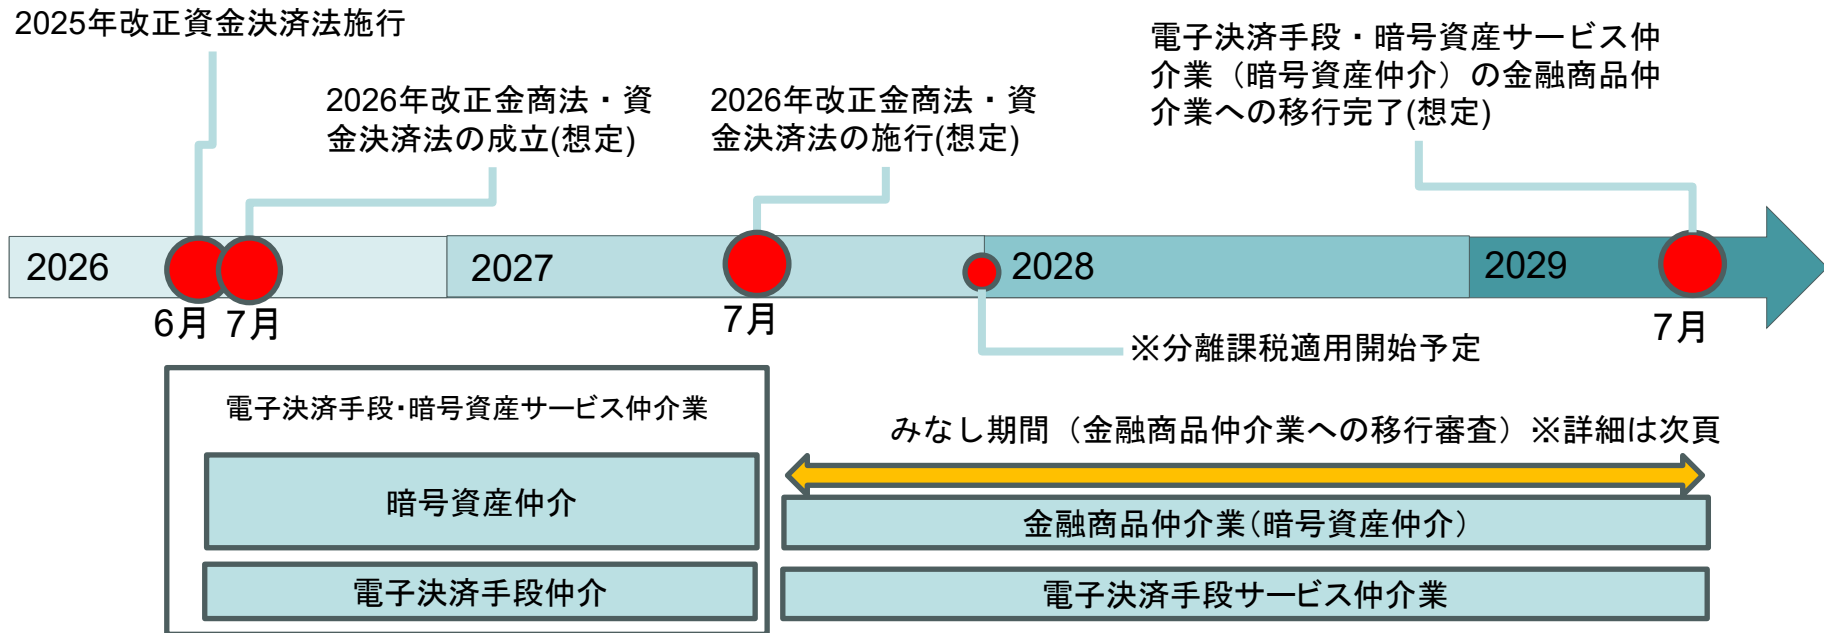 2025年改正資金決済法施行
2026年改正金商法・資
金決済法の成立(想定)
2026年改正金商法・資
金決済法の施行(想定)
電子決済手段・暗号資産サービス仲
介業（暗号資産仲介）の金融商品仲
介業への移行完了(想定)
2026
2027
2028
2029
6月
7月
7月
7月
※分離課税適用開始予定
電子決済手段・暗号資産サービス仲介業
暗号資産仲介
電子決済手段仲介
みなし期間（金融商品仲介業への移行審査）※詳細は次頁
金融商品仲介業（暗号資産仲介）
電子決済手段サービス仲介業